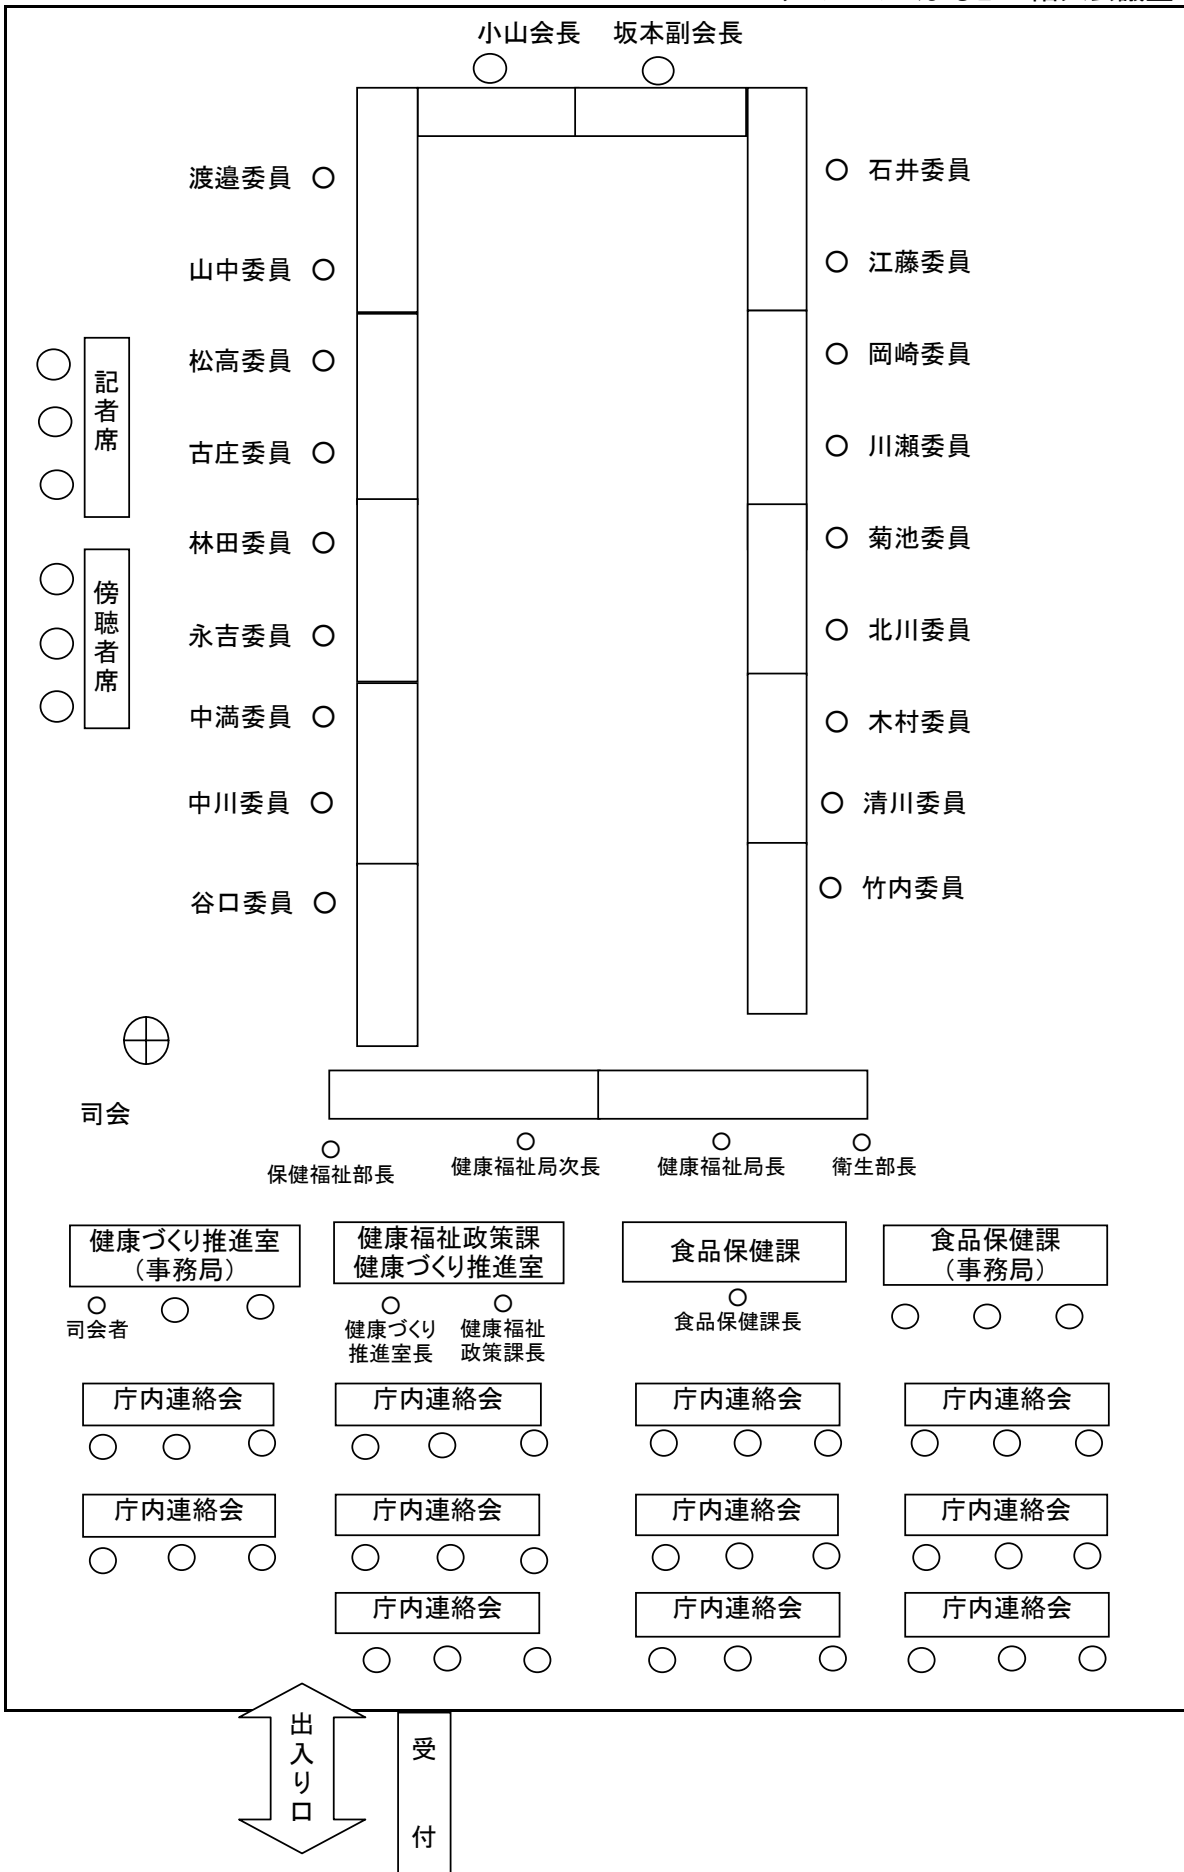 小山会長 坂本副会長
渡邉委員 石井委員
山中委員 江藤委員
松高委員 岡崎委員
記者席
古庄委員 川瀬委員
林田委員 菊池委員
傍聴者席
永吉委員 北川委員
中満委員 木村委員
中川委員 清川委員
谷口委員 竹内委員
司会
保健福祉部長 健康福祉局次長 健康福祉局長 衛生部長
健康づくり推進室
（事務局）
健康福祉政策課
健康づくり推進室
食品保健課
食品保健課
（事務局）
司会者
健康づくり
推進室長
健康福祉
政策課長
食品保健課長
庁内連絡会 庁内連絡会 庁内連絡会 庁内連絡会
庁内連絡会 庁内連絡会 庁内連絡会 庁内連絡会
庁内連絡会 庁内連絡会 庁内連絡会
出入り口
受付